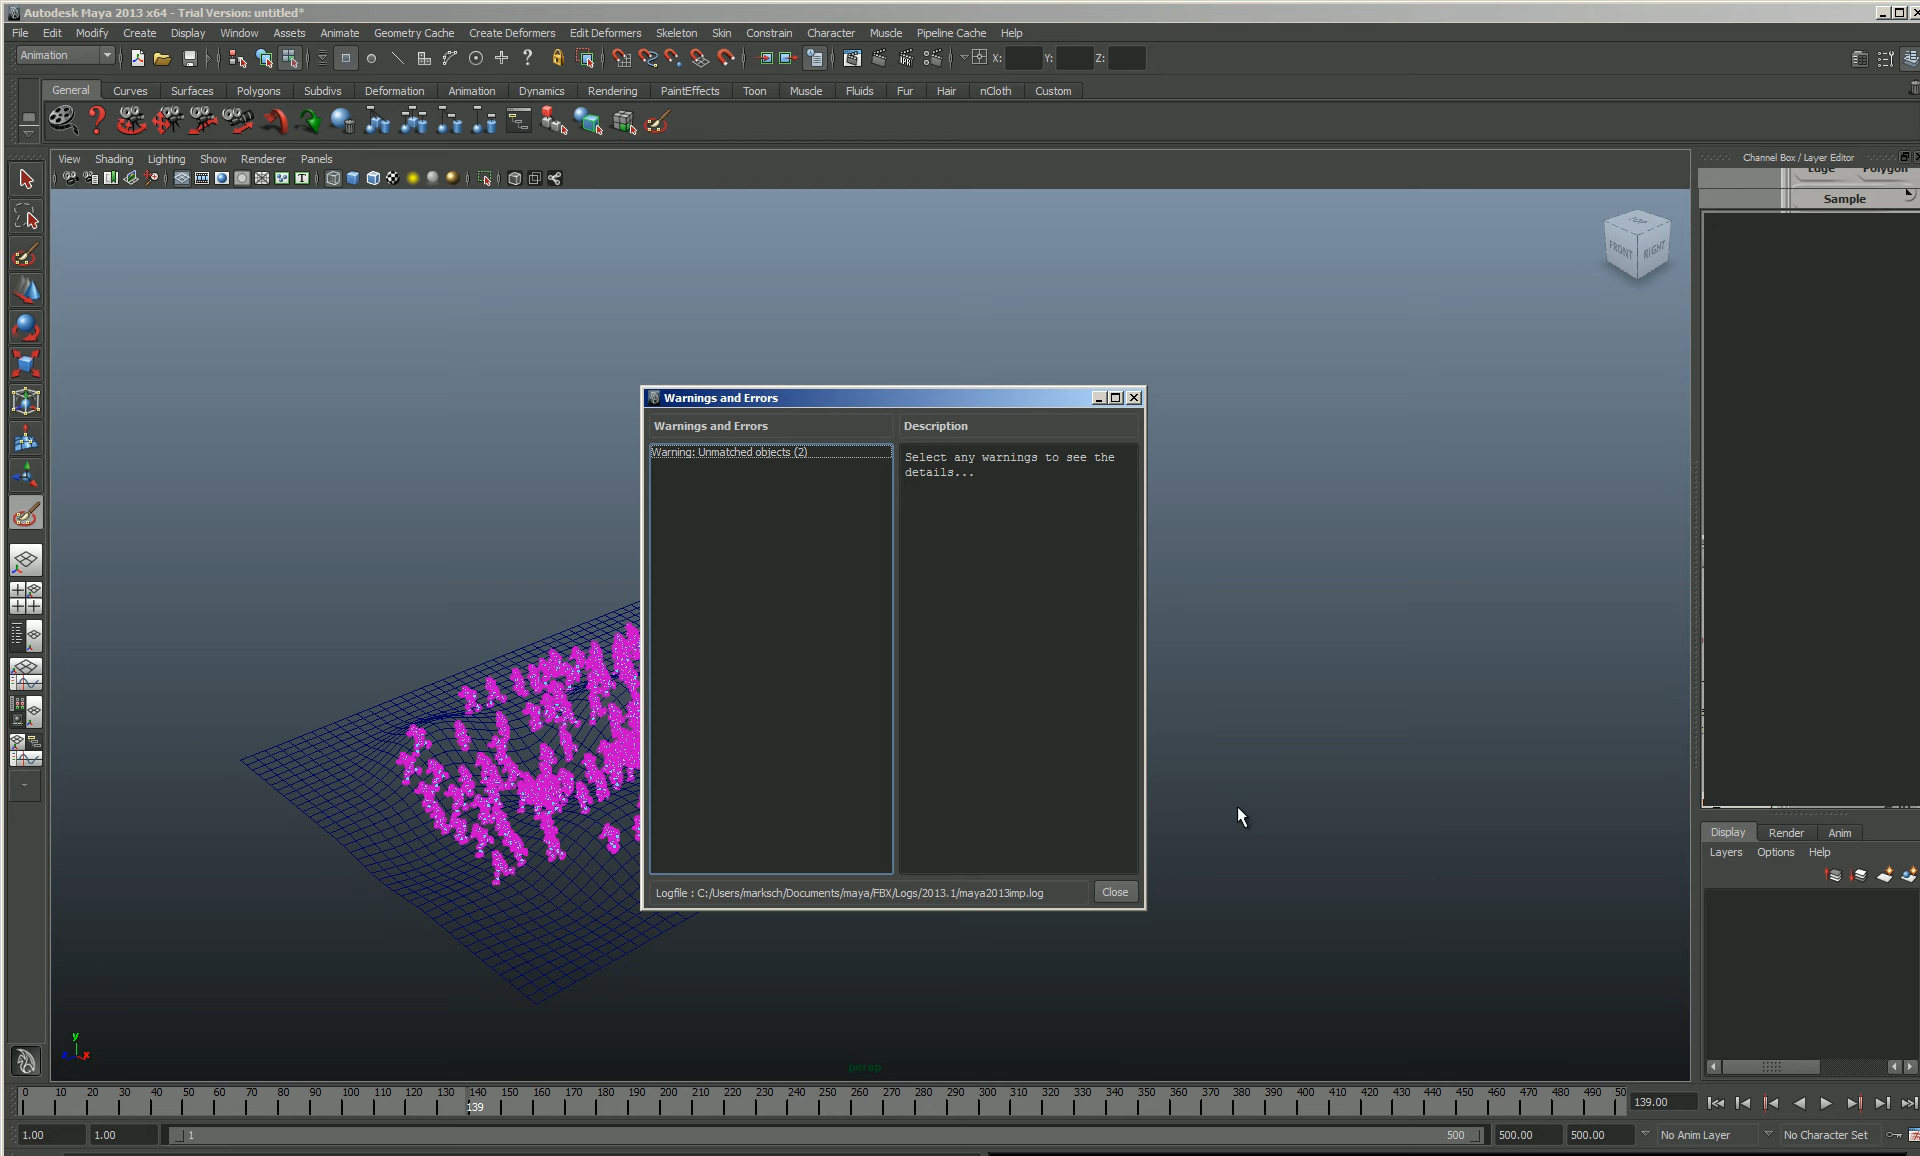 Autodesk Maya 2013 x64 - Trial Version: untitled*
File Edit Modify Create Display Window Assets Animate Geometry Cache Create Deformers Edit Deformers Skeleton Skin Constrain Character Muscle Pipeline Cache Help
Animation X: Y: Z:
General Curves Surfaces Polygons Subdivs Deformation Animation Dynamics Rendering PaintEffects Toon Muscle Fluids Fur Hair nCloth Custom
View Shading Lighting Show Renderer Panels
Channel Box / Layer Editor
Edge Polygon
Sample
TOP
FRONT RIGHT
Warnings and Errors
Warnings and Errors Description
Warning: Unmatched objects (2)
Select any warnings to see the
details...
Logfile : C:/Users/marksch/Documents/maya/FBX/Logs/2013.1/maya2013imp.log Close
Display Render Anim
Layers Options Help
y
z x
persp
0 10 20 30 40 50 60 70 80 90 100 110 120 130 140 150 160 170 180 190 200 210 220 230 240 250 260 270 280 290 300 310 320 330 340 350 360 370 380 390 400 410 420 430 440 450 460 470 480 490 50
139
139.00
1.00 1.00 1 500 500.00 500.00 No Anim Layer No Character Set